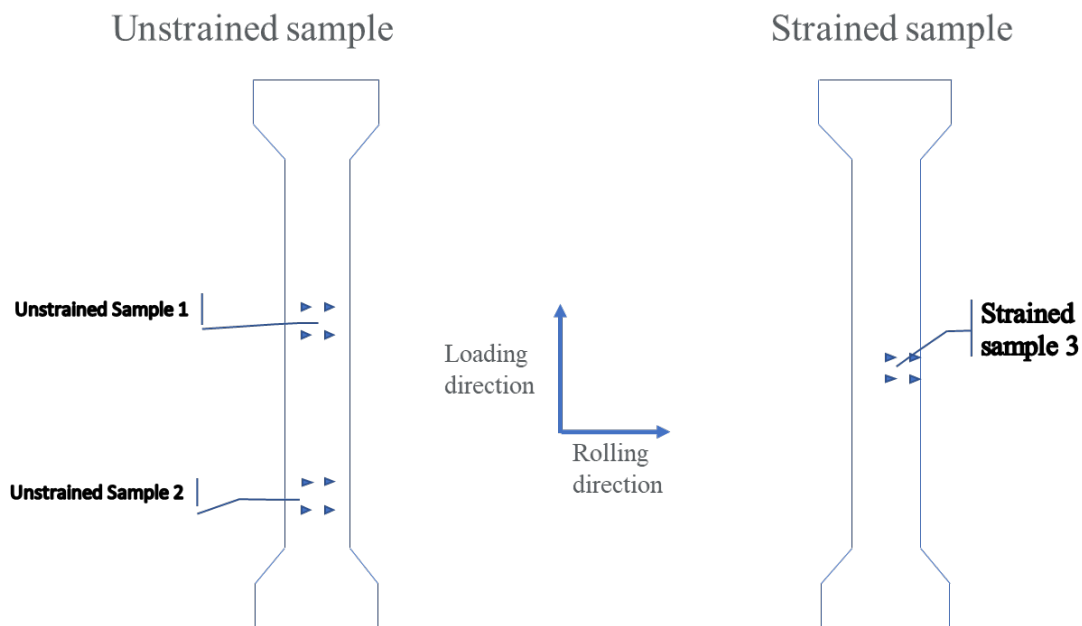 Unstrained sample
Strained sample
Unstrained Sample 1
Loading
direction
Strained
sample 3
Rolling
direction
Unstrained Sample 2